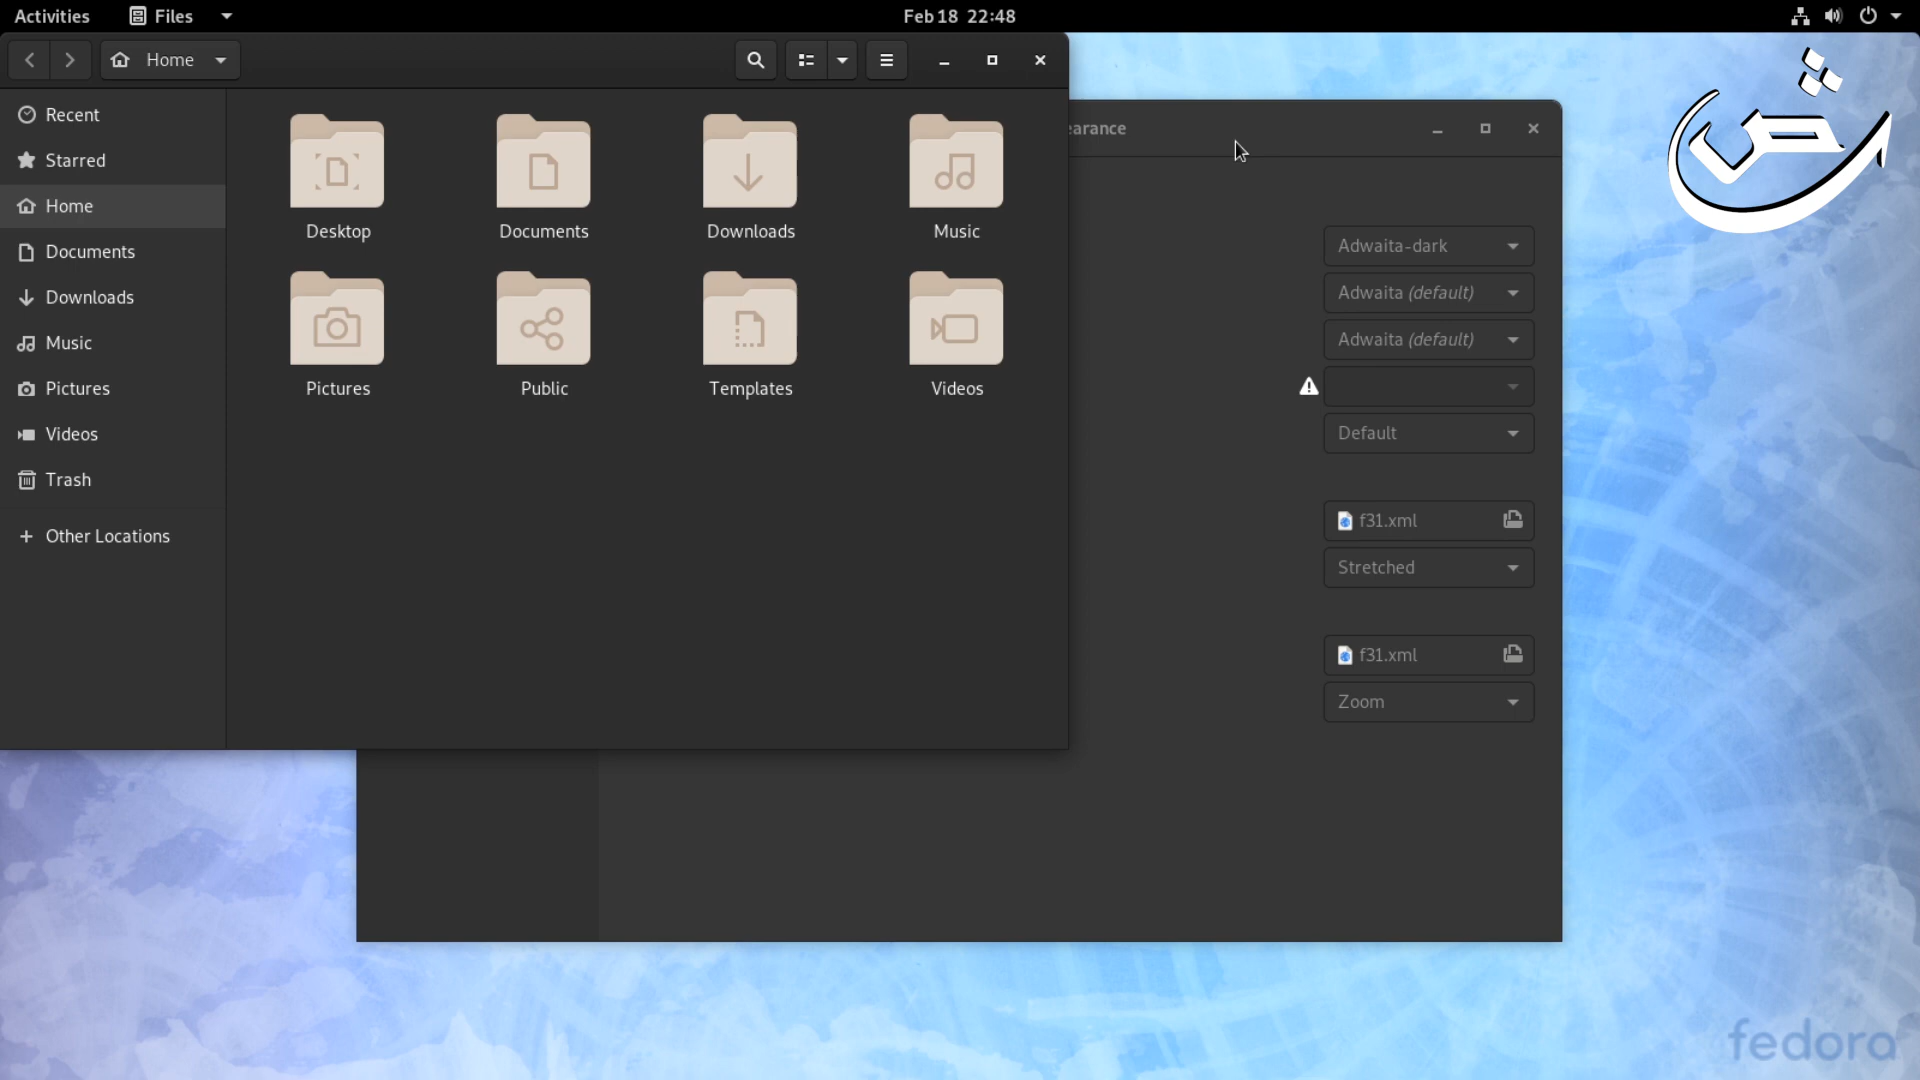 Activities
Files
Feb 18 22:48
Home
earance
Recent
Starred
Home
Documents
Downloads
Music
Pictures
Videos
Trash
Other Locations
Desktop
Documents
Downloads
Music
Pictures
Public
Templates
Videos
Adwaita-dark
Adwaita (default)
Adwaita (default)
Default
f31.xml
Stretched
f31.xml
Zoom
fedora